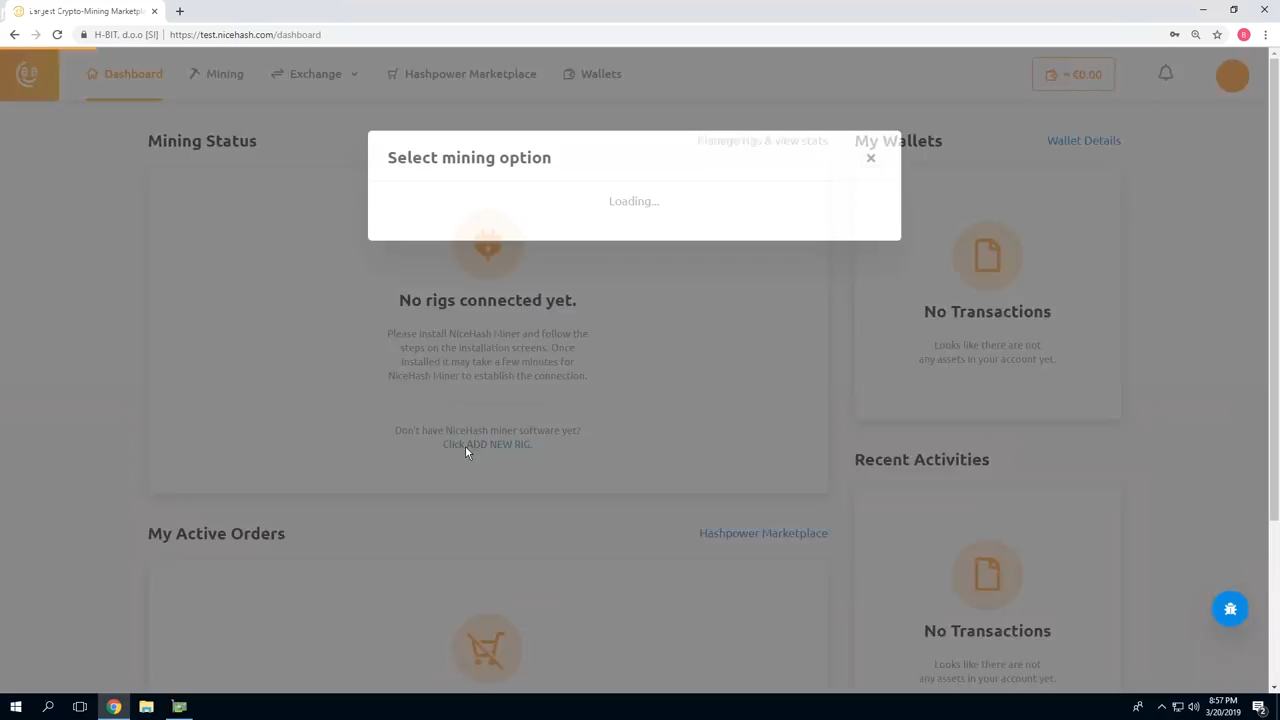 Largest Crypto-Mining Marketpl
H-BIT, d.o.o [SI]
https://test.nicehash.com/dashboard
B
Dashboard
Mining
Exchange
Hashpower Marketplace
Wallets
~ €0.00
Mining Status
& view stats
My Wallets
Wallet Details
Select mining option
Loading...
No rigs connected yet.
Please install NiceHash Miner and follow the
steps on the installation screens. Once
installed it may take a few minutes for
NiceHash Miner to establish the connection.
Don't have NiceHash miner software yet?
Click ADD NEW RIG.
No Transactions
Looks like there are not
any assets in your account yet.
Recent Activities
My Active Orders
Hashpower Marketplace
No Transactions
Looks like there are not
any assets in your account yet.
8:57 PM
3/20/2019
2